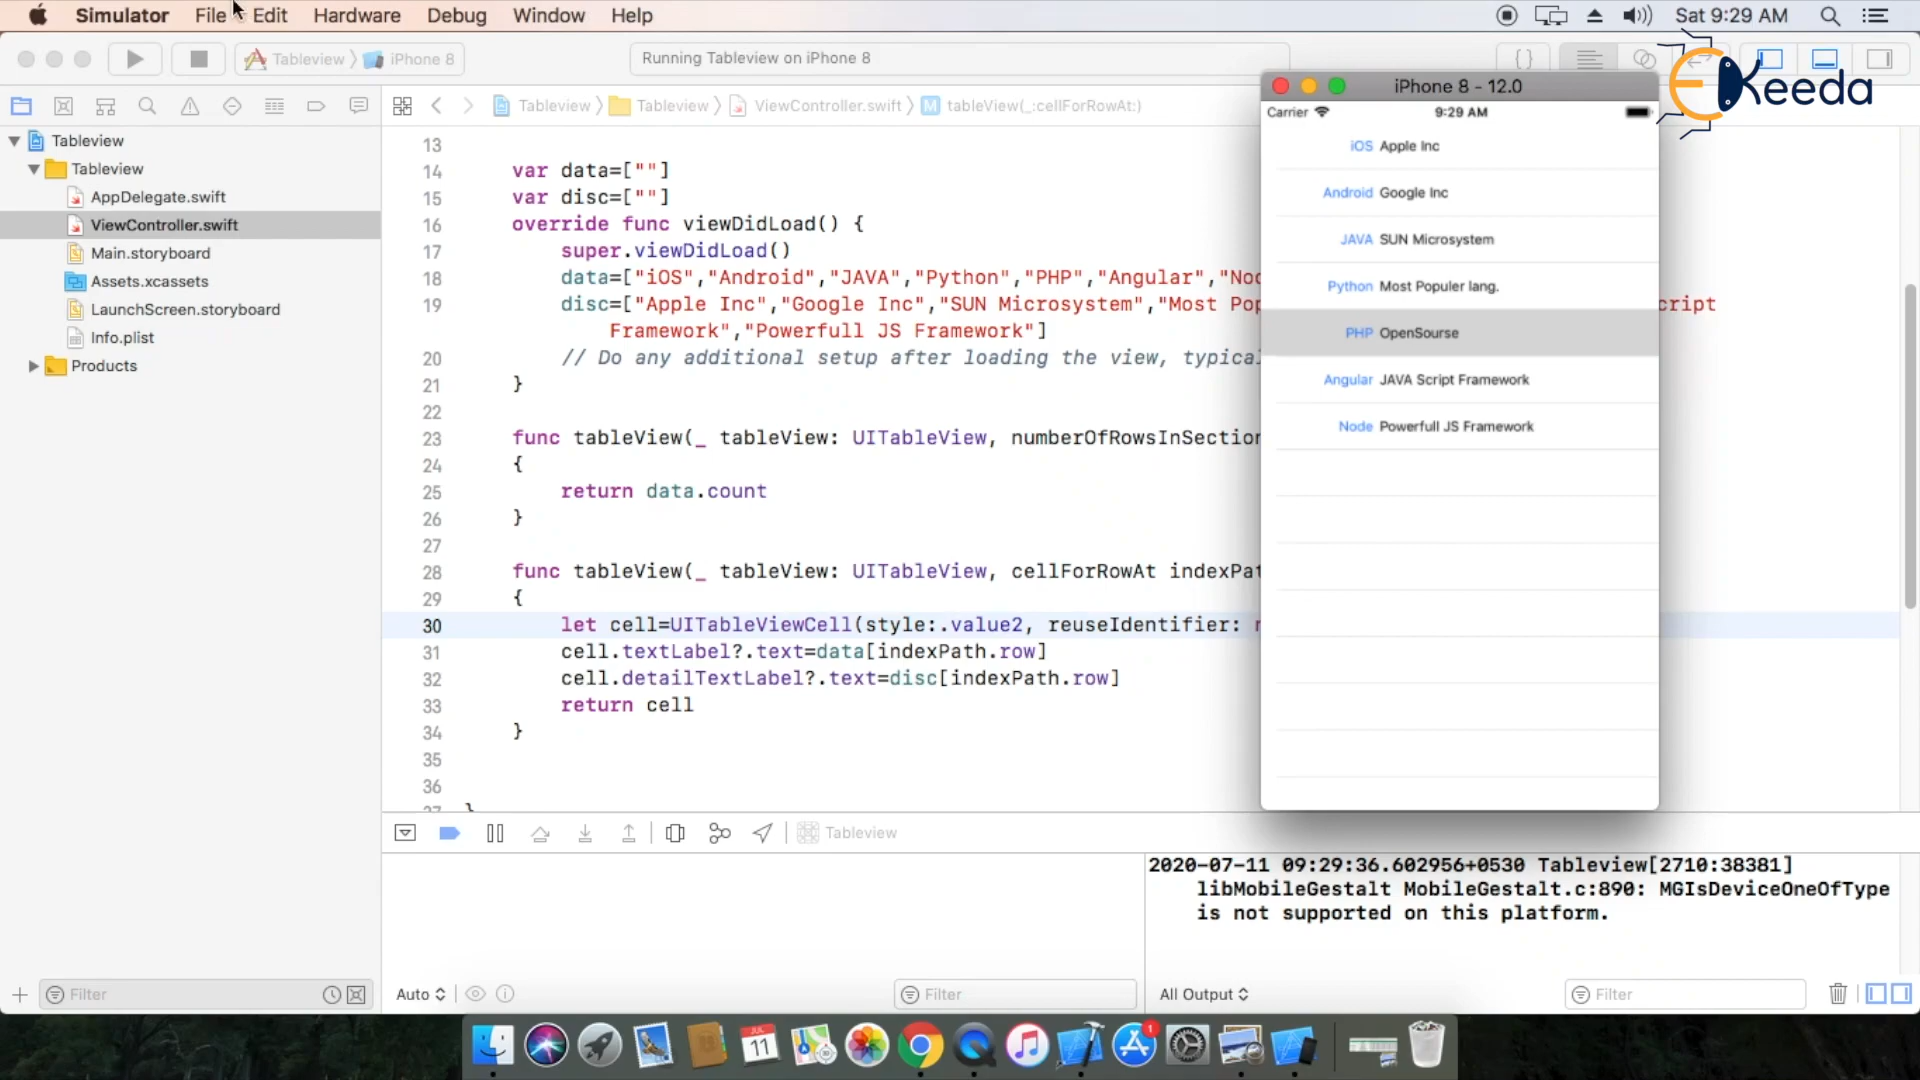 Simulator File Edit Hardware Debug Window Help Sat 9:29 AM
Tableview iPhone 8 Running Tableview on iPhone 8
EKeeda
Tableview Tableview ViewController.swift M tableView(_:cellForRowAt:)
Tableview
Tableview
AppDelegate.swift
ViewController.swift
Main.storyboard
Assets.xcassets
LaunchScreen.storyboard
Info.plist
Products
13
14 var data=[""]
15 var disc=[""]
16 override func viewDidLoad() {
17 super.viewDidLoad()
18 data=["iOS","Android","JAVA","Python","PHP","Angular","Noc
19 disc=["Apple Inc","Google Inc","SUN Microsystem","Most Pop cript
Framework","Powerfull JS Framework"]
20 // Do any additional setup after loading the view, typical
21 }
22
23 func tableView(_ tableView: UITableView, numberOfRowsInSection
24 {
25 return data.count
26 }
27
28 func tableView(_ tableView: UITableView, cellForRowAt indexPat
29 {
30 let cell=UITableViewCell(style:.value2, reuseIdentifier: n
31 cell.textLabel?.text=data[indexPath.row]
32 cell.detailTextLabel?.text=disc[indexPath.row]
33 return cell
34 }
35
36
iPhone 8 - 12.0
Carrier 9:29 AM
iOS Apple Inc
Android Google Inc
JAVA SUN Microsystem
Python Most Populer lang.
PHP OpenSourse
Angular JAVA Script Framework
Node Powerfull JS Framework
Tableview
2020-07-11 09:29:36.602956+0530 Tableview[2710:38381]
libMobileGestalt MobileGestalt.c:890: MGIsDeviceOneOfType
is not supported on this platform.
Filter Auto Filter All Output Filter
JUL
11
1